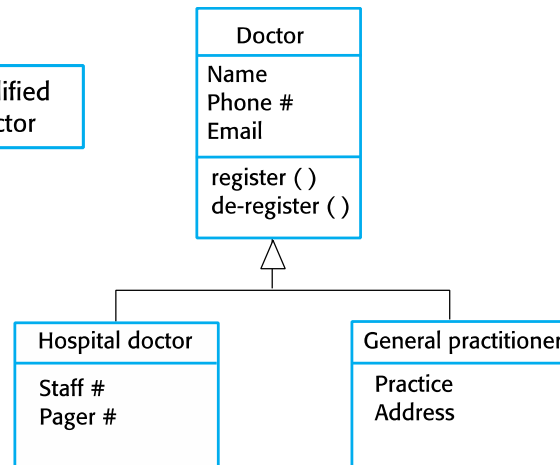 Doctor
Name
Phone #
Email
register ( )
de-register ( )
Hospital doctor
Staff #
Pager #
General practitioner
Practice
Address